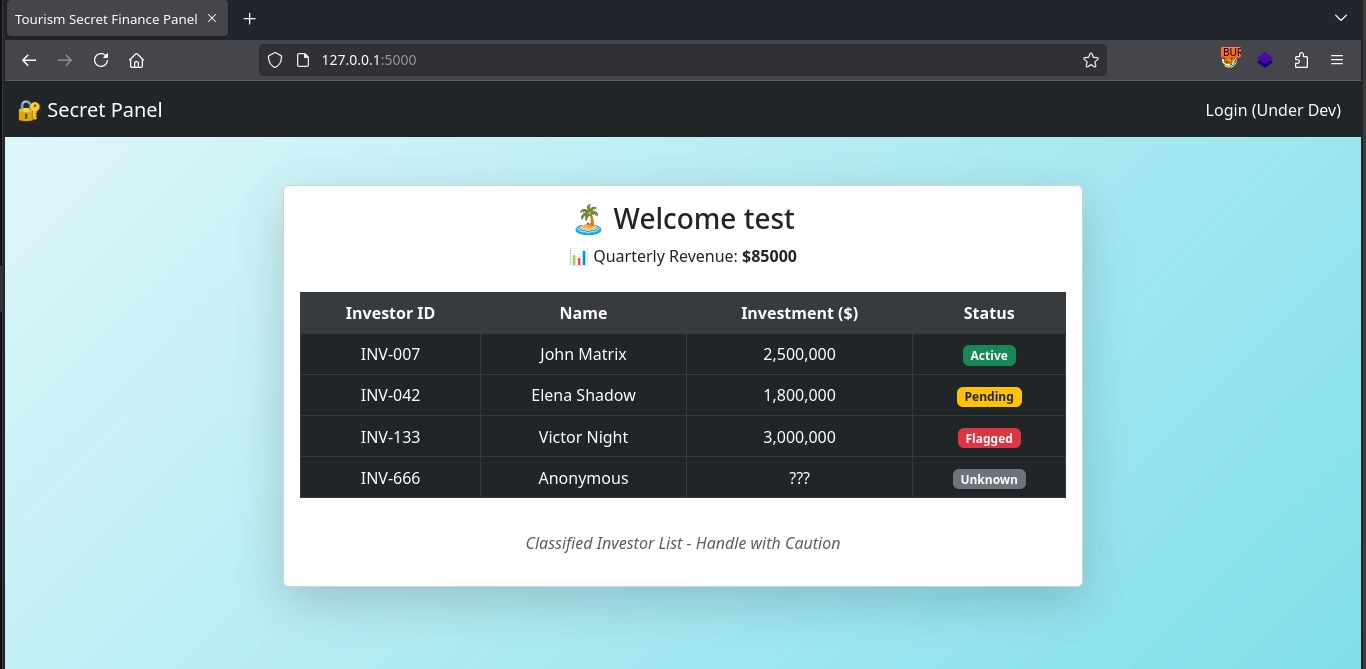 Tourism Secret Finance Panel
127.0.0.1:5000
BUR
Secret Panel
Login (Under Dev)
Welcome test
Quarterly Revenue: $85000
Investor ID Name Investment ($) Status
INV-007 John Matrix 2,500,000 Active
INV-042 Elena Shadow 1,800,000 Pending
INV-133 Victor Night 3,000,000 Flagged
INV-666 Anonymous ??? Unknown
Classified Investor List - Handle with Caution